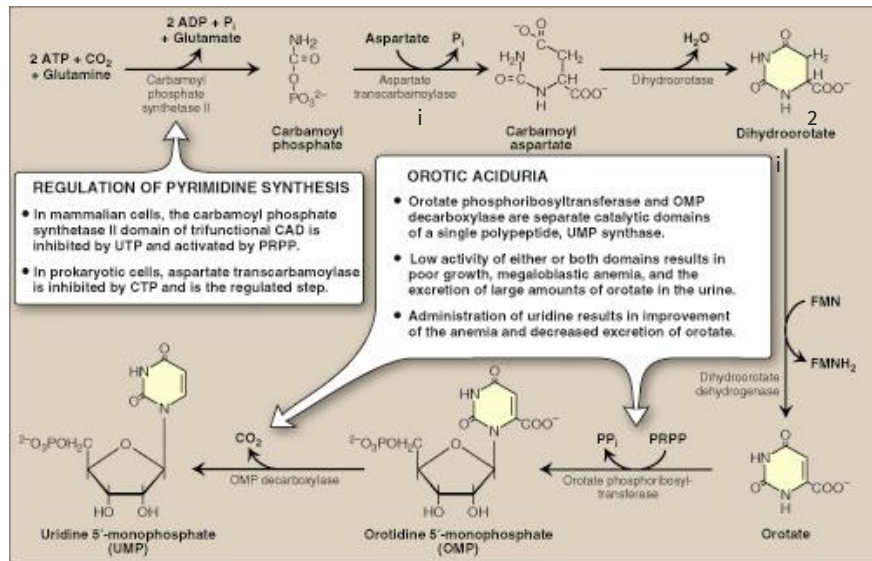 2 ADP + Pi
+ Glutamate
2 ATP + CO2
+ Glutamine
Carbamoyl
phosphate
synthetase II
NH2
C=O
O
PO3²⁻
Carbamoyl
phosphate
Aspartate
Pi
Aspartate
transcarbamoylase
i
⁻O
O
C
H2N
CH2
C
CH
O
N
H
COO⁻
Carbamoyl
aspartate
H2O
Dihydroorotase
O
HN
C
H2
H
C
O
N
H
COO⁻
2
Dihydroorotate
i
REGULATION OF PYRIMIDINE SYNTHESIS
• In mammalian cells, the carbamoyl phosphate
synthetase II domain of trifunctional CAD is
inhibited by UTP and activated by PRPP.
• In prokaryotic cells, aspartate transcarbamoylase
is inhibited by CTP and is the regulated step.
OROTIC ACIDURIA
• Orotate phosphoribosyltransferase and OMP
decarboxylase are separate catalytic domains
of a single polypeptide, UMP synthase.
• Low activity of either or both domains results in
poor growth, megaloblastic anemia, and the
excretion of large amounts of orotate in the urine.
• Administration of uridine results in improvement
of the anemia and decreased excretion of orotate.
FMN
FMNH2
Dihydroorotate
dehydrogenase
O
HN
O
N
H
COO⁻
Orotate
PPi
PRPP
Orotate phosphoribosyl-
transferase
O
HN
O
N
COO⁻
²⁻O3POH2C
O
HO
OH
Orotidine 5'-monophosphate
(OMP)
CO2
OMP decarboxylase
O
HN
O
N
²⁻O3POH2C
O
HO
OH
Uridine 5'-monophosphate
(UMP)